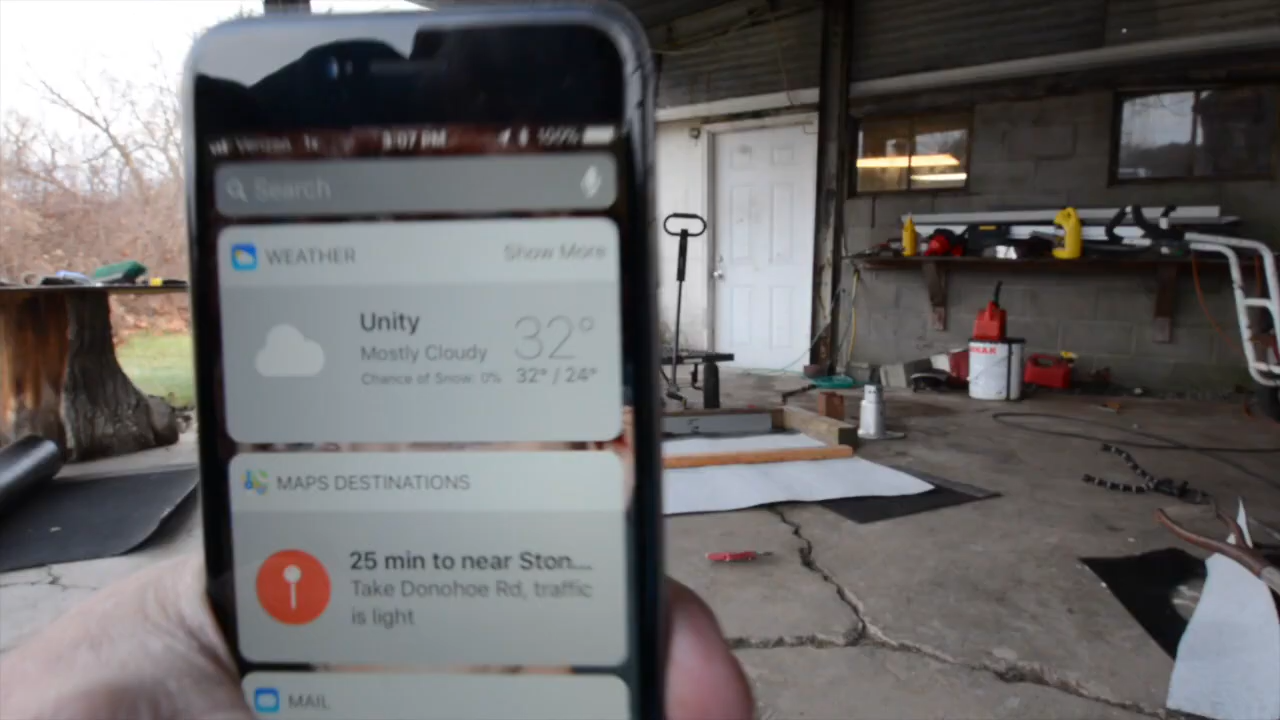 Verizon 3:07 PM 100%
Search
WEATHER Show More
Unity 32°
Mostly Cloudy
Chance of Snow: 0% 32° / 24°
MAPS DESTINATIONS
25 min to near Ston...
Take Donohoe Rd, traffic
is light
MAIL